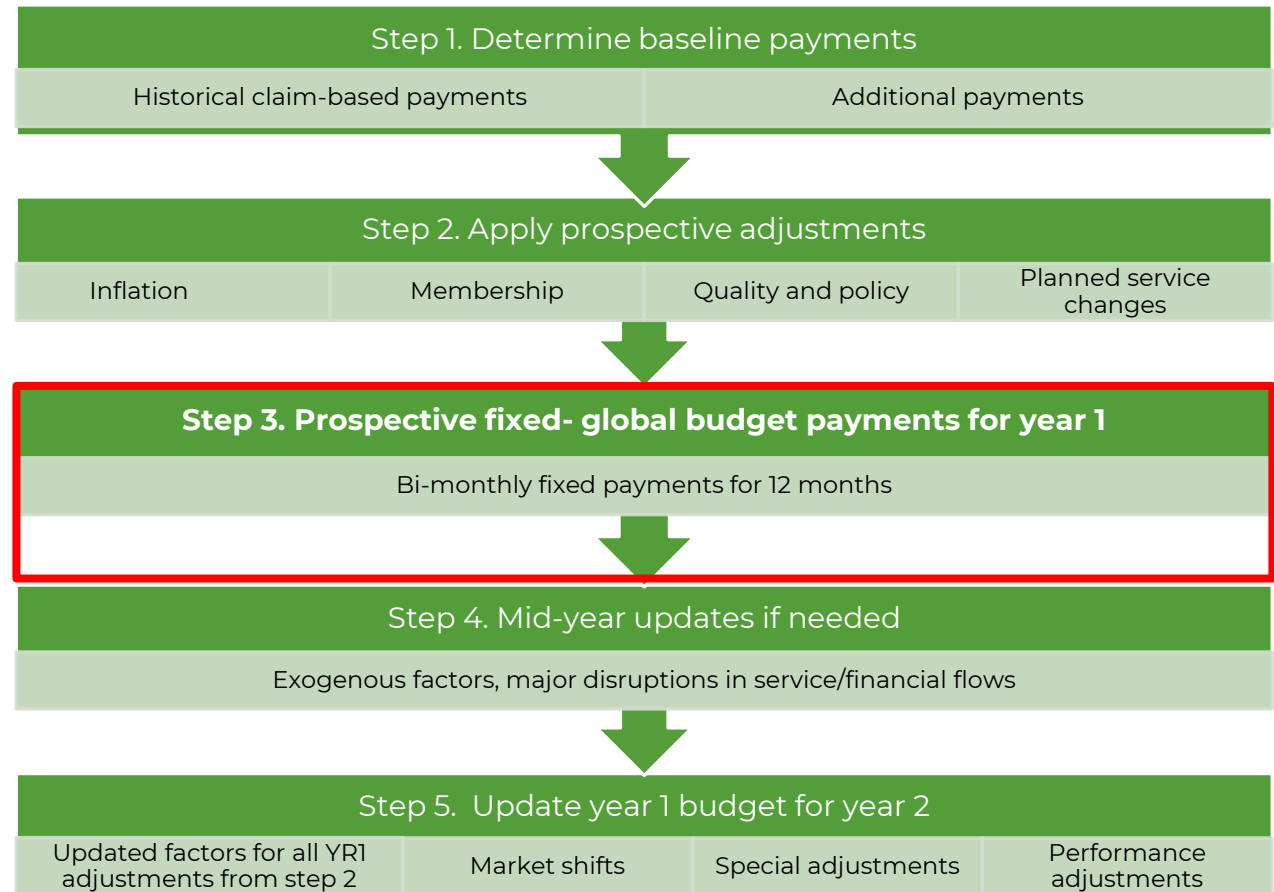 Step 1. Determine baseline payments
Historical claim-based payments
Additional payments
Step 2. Apply prospective adjustments
Inflation
Membership
Quality and policy
Planned service
changes
Step 3. Prospective fixed- global budget payments for year 1
Bi-monthly fixed payments for 12 months
Step 4. Mid-year updates if needed
Exogenous factors, major disruptions in service/financial flows
Step 5. Update year 1 budget for year 2
Updated factors for all YR1
adjustments from step 2
Market shifts
Special adjustments
Performance
adjustments